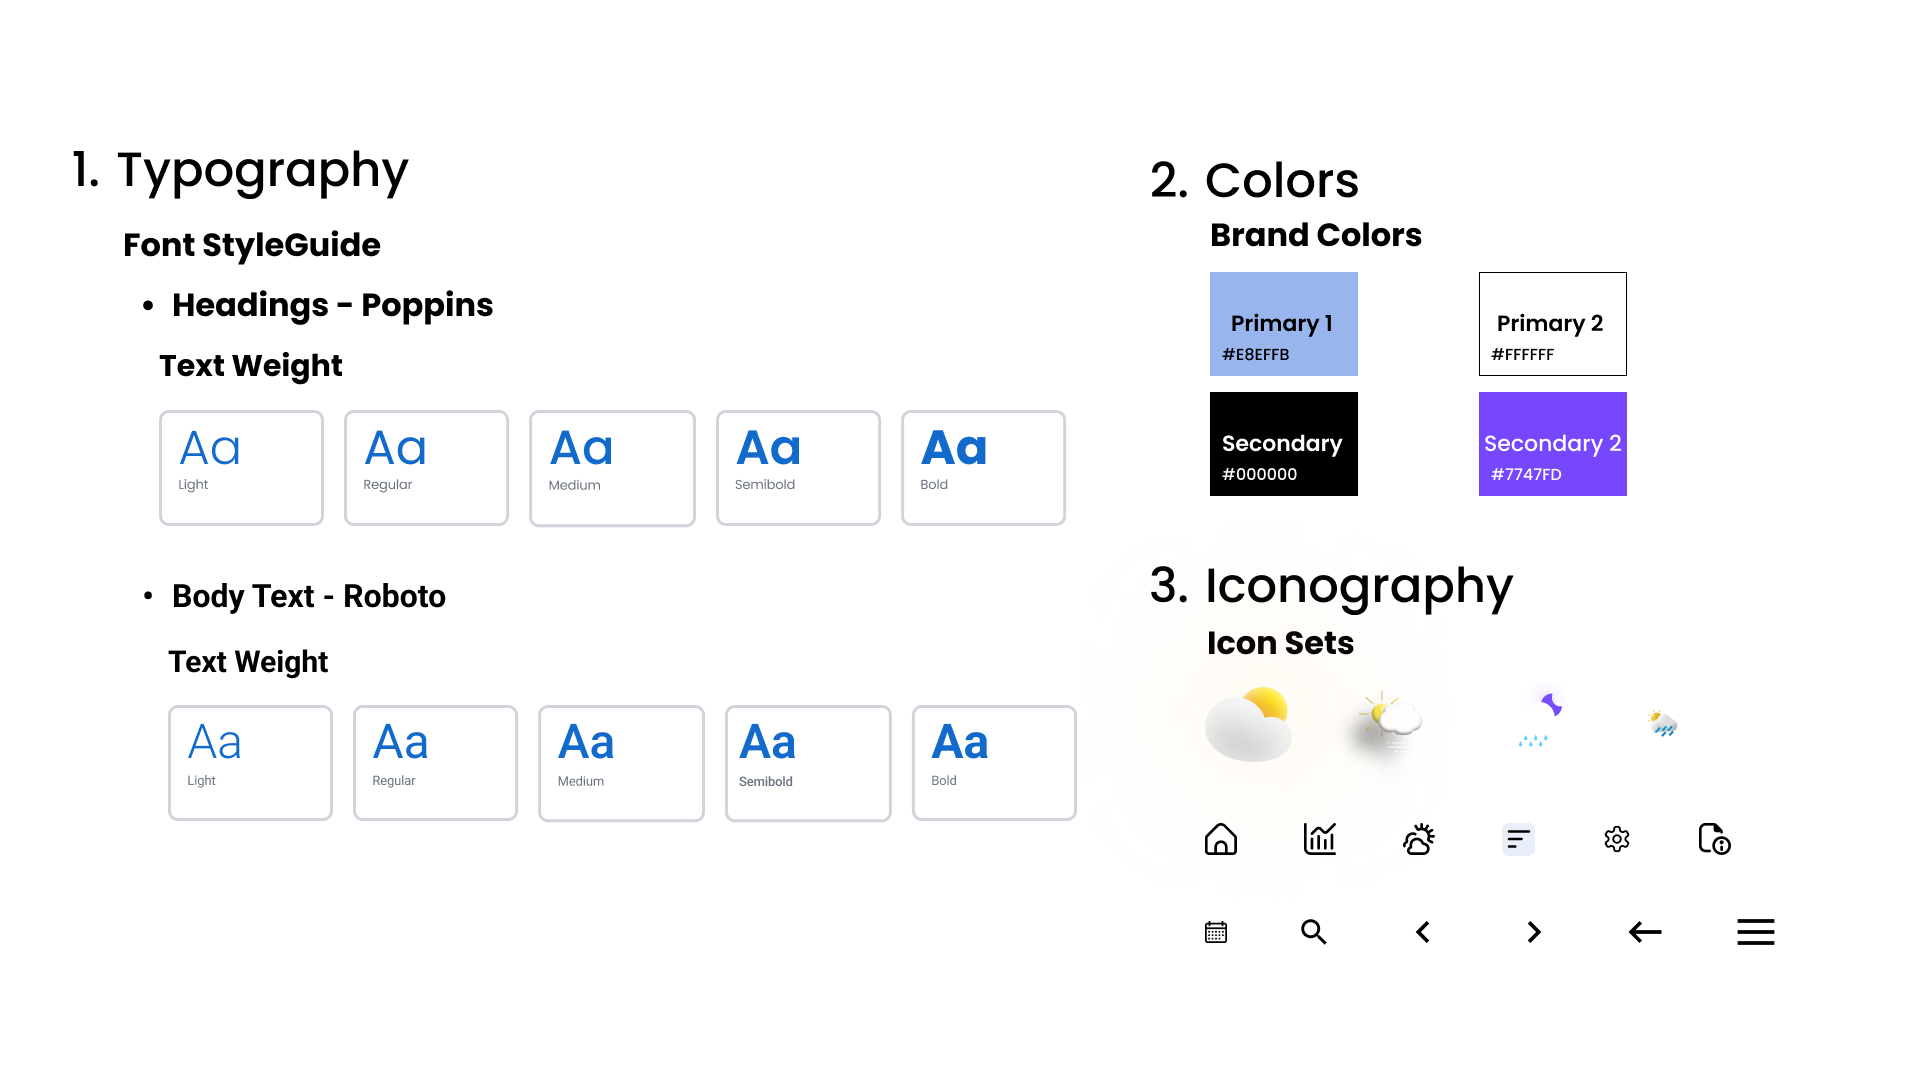 1. Typography
Font StyleGuide
• Headings - Poppins
Text Weight
Aa Aa Aa Aa Aa
Light Regular Medium Semibold Bold
• Body Text - Roboto
Text Weight
Aa Aa Aa Aa Aa
Light Regular Medium Semibold Bold
2. Colors
Brand Colors
Primary 1
#E8EFFB
Primary 2
#FFFFFF
Secondary
#000000
Secondary 2
#7747FD
3. Iconography
Icon Sets